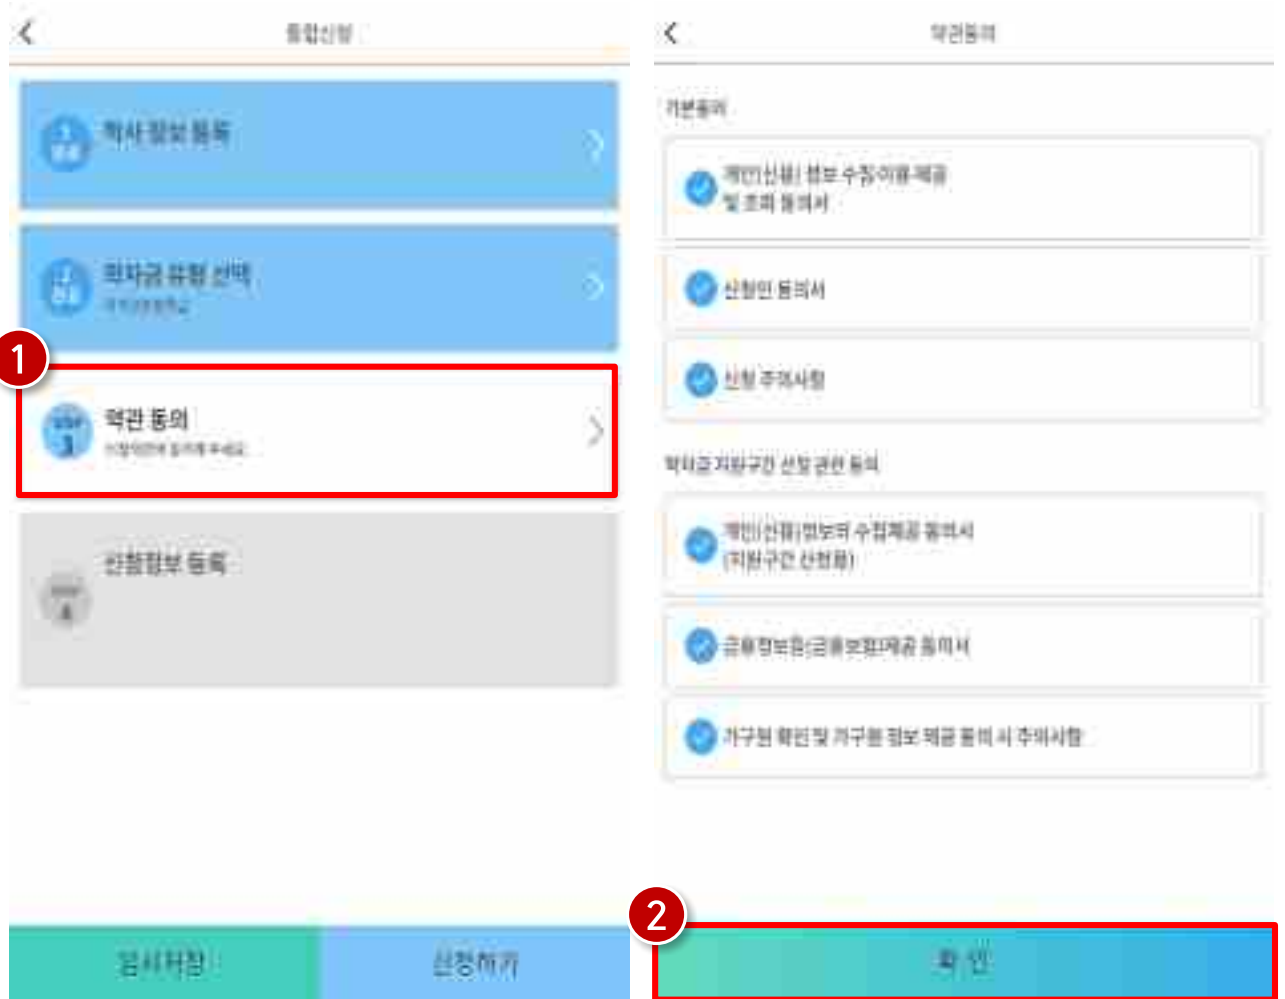 통합신청
학사 정보 등록
학자금 유형 선택
1
약관 동의
3
신청정보 등록
4
임시저장
신청하기
약관동의
기본동의
개인(신용) 정보 수집·이용·제공
및 조회 동의서
신청인 동의서
신청 주의사항
학자금 지원구간 산정 관련 동의
개인(신용)정보의 수집제공 동의서
(지원구간 산정용)
금융정보등(금융보험)제공 동의서
가구원 확인 및 가구원 정보 제공 동의 시 주의사항
2
확 인